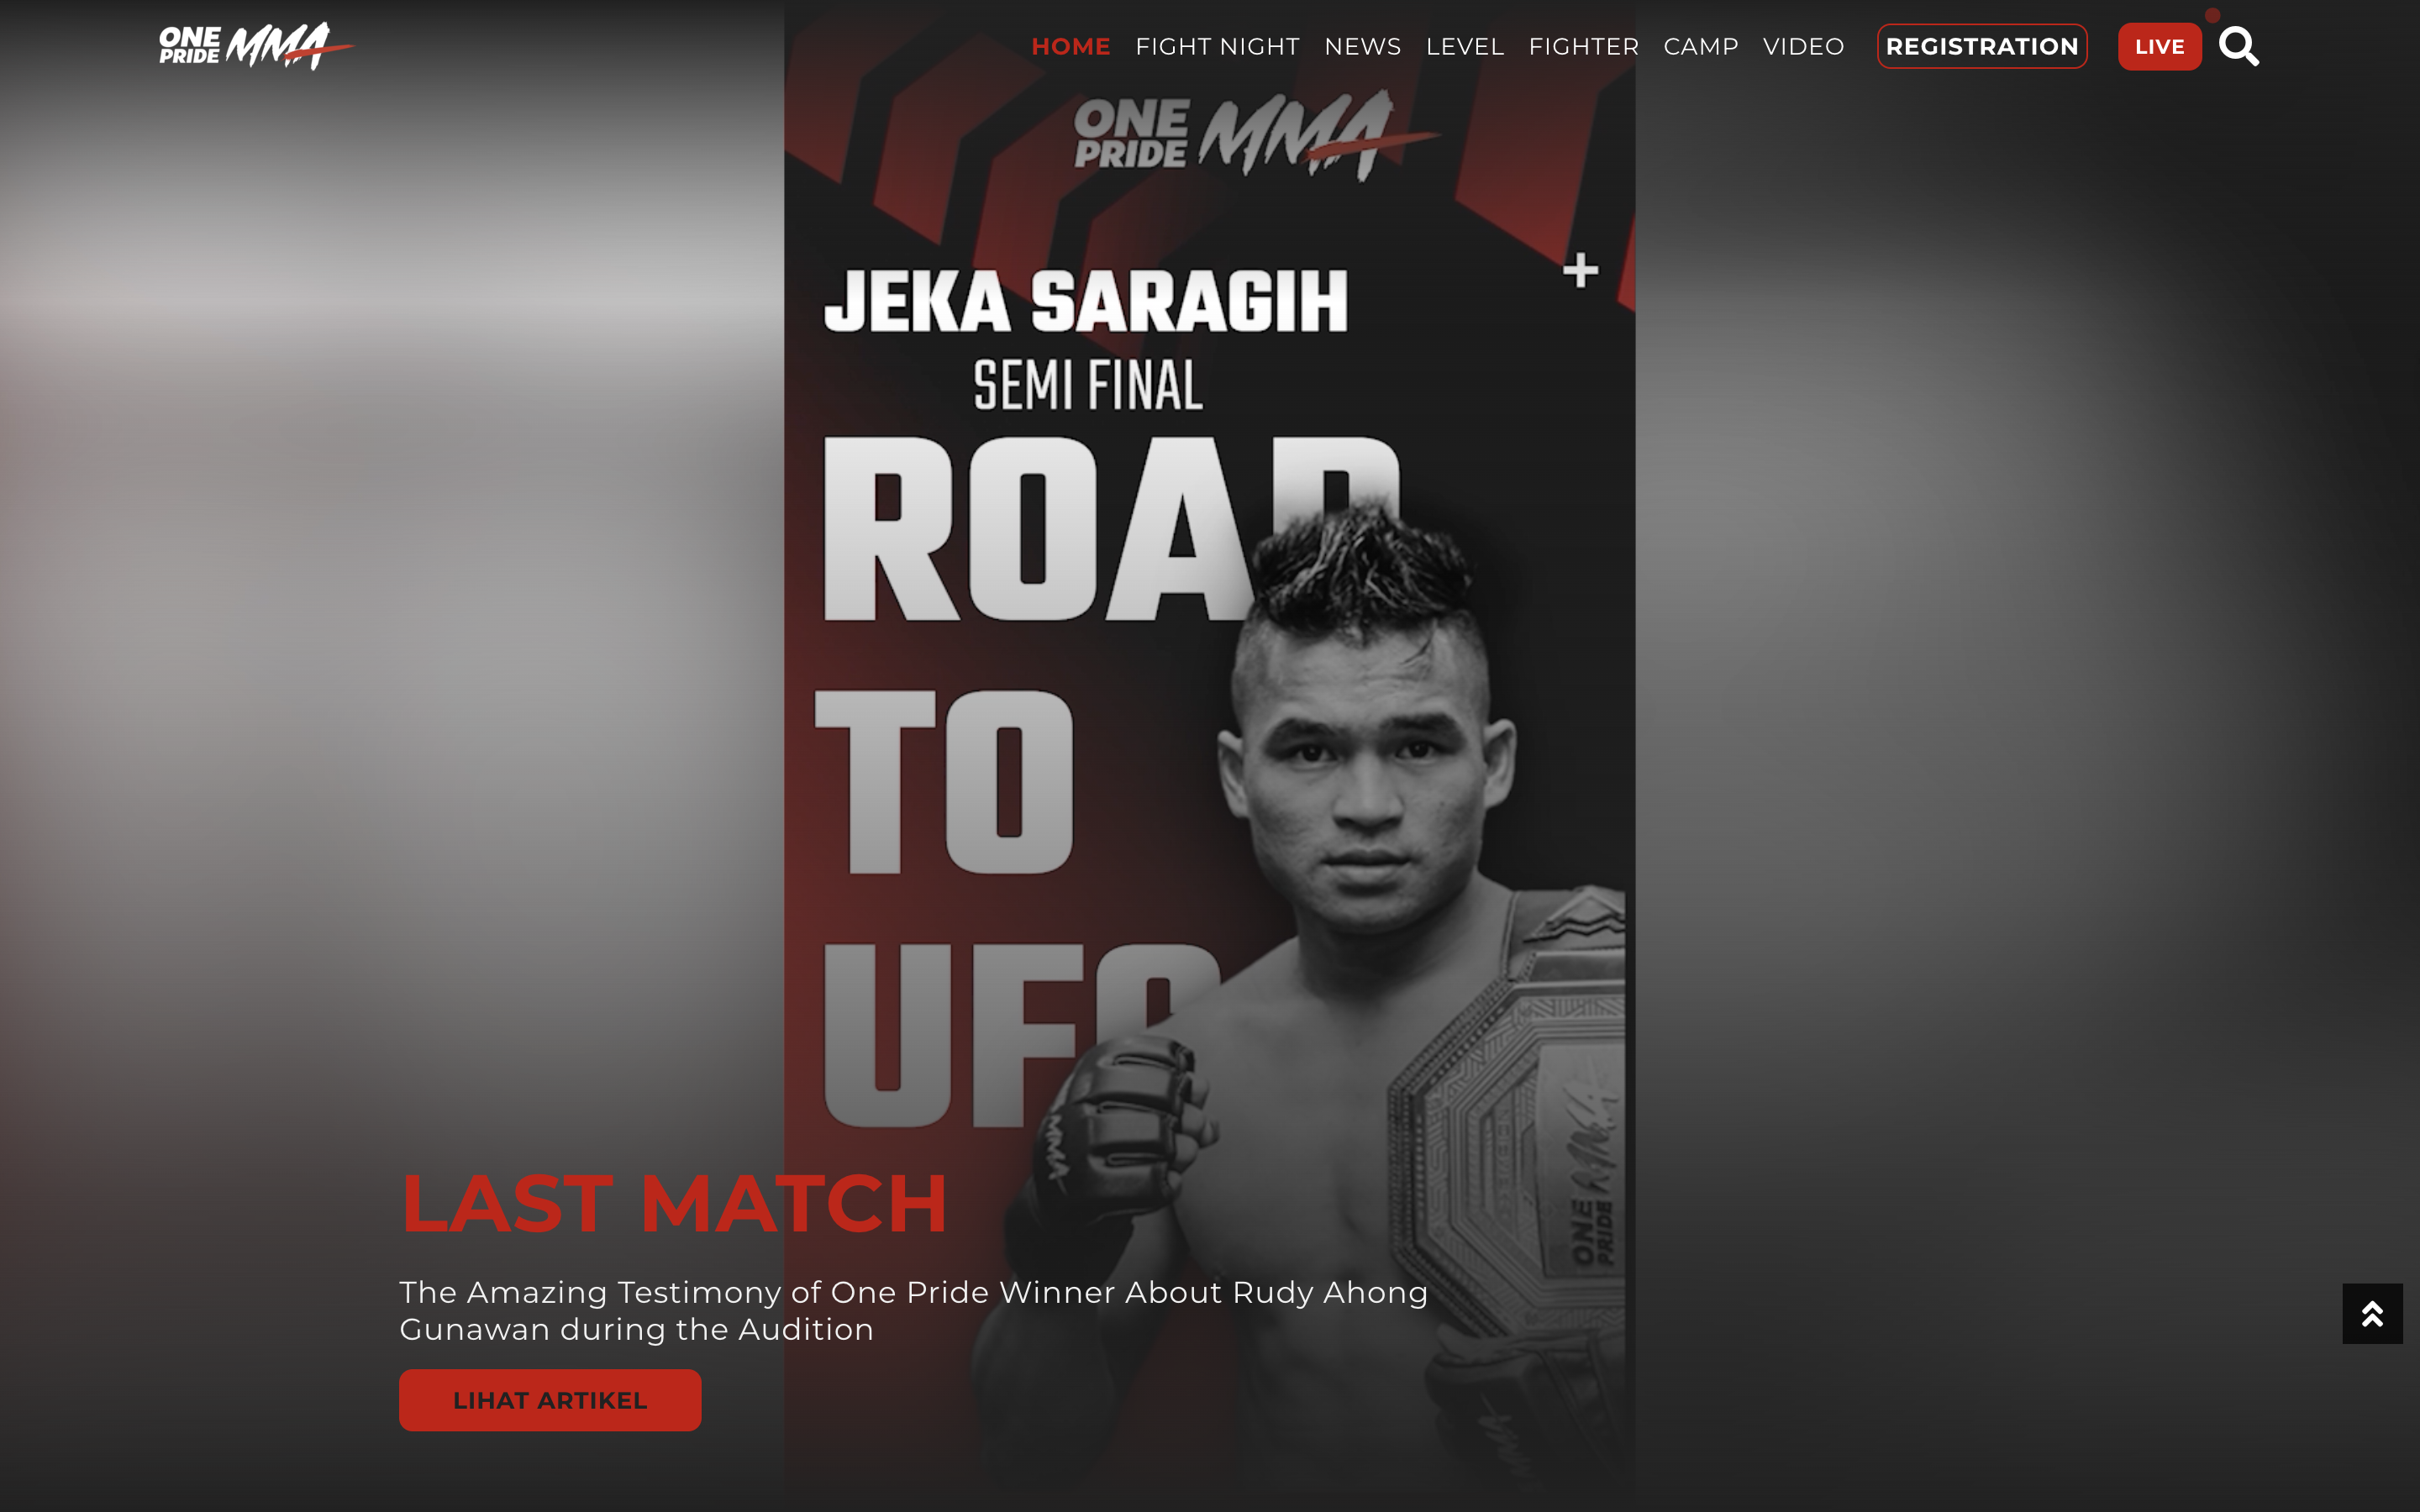 ONE PRIDE MMA
HOME FIGHT NIGHT NEWS LEVEL FIGHTER CAMP VIDEO REGISTRATION LIVE
ONE PRIDE MMA
JEKA SARAGIH
SEMI FINAL
ROAD
TO
UFC
MMA
ONE PRIDE MMA
LAST MATCH
The Amazing Testimony of One Pride Winner About Rudy Ahong
Gunawan during the Audition
LIHAT ARTIKEL